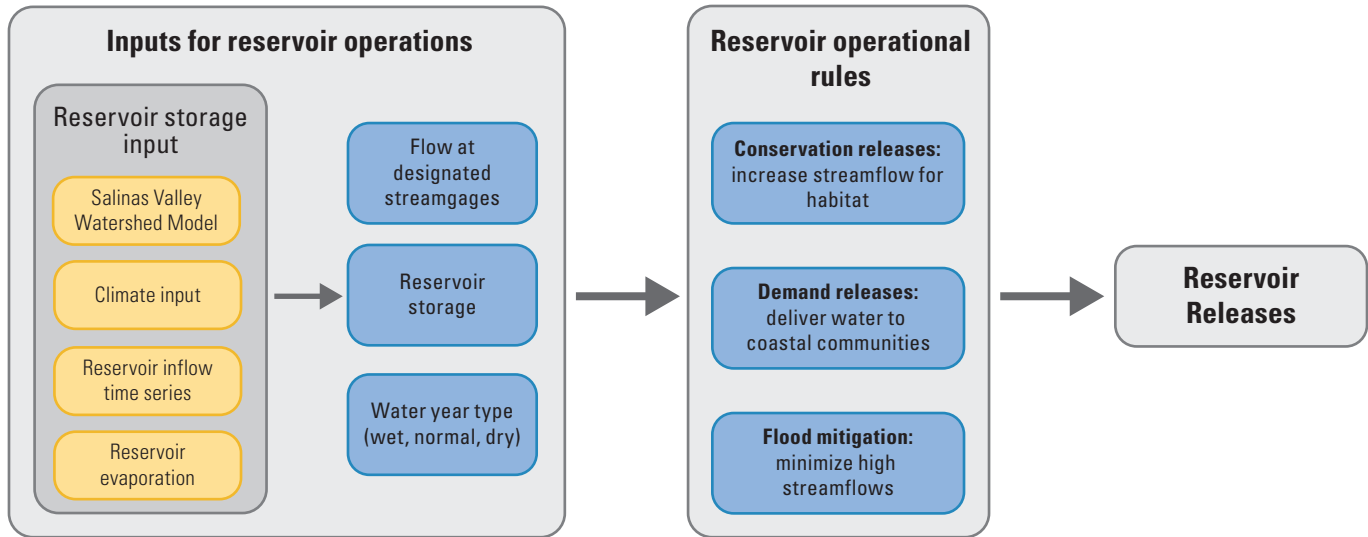 Inputs for reservoir operations
Reservoir storage
input
Salinas Valley
Watershed Model
Climate input
Reservoir inflow
time series
Reservoir
evaporation
Flow at
designated
streamgages
Reservoir
storage
Water year type
(wet, normal, dry)
Reservoir operational
rules
Conservation releases:
increase streamflow for
habitat
Demand releases:
deliver water to
coastal communities
Flood mitigation:
minimize high
streamflows
Reservoir
Releases